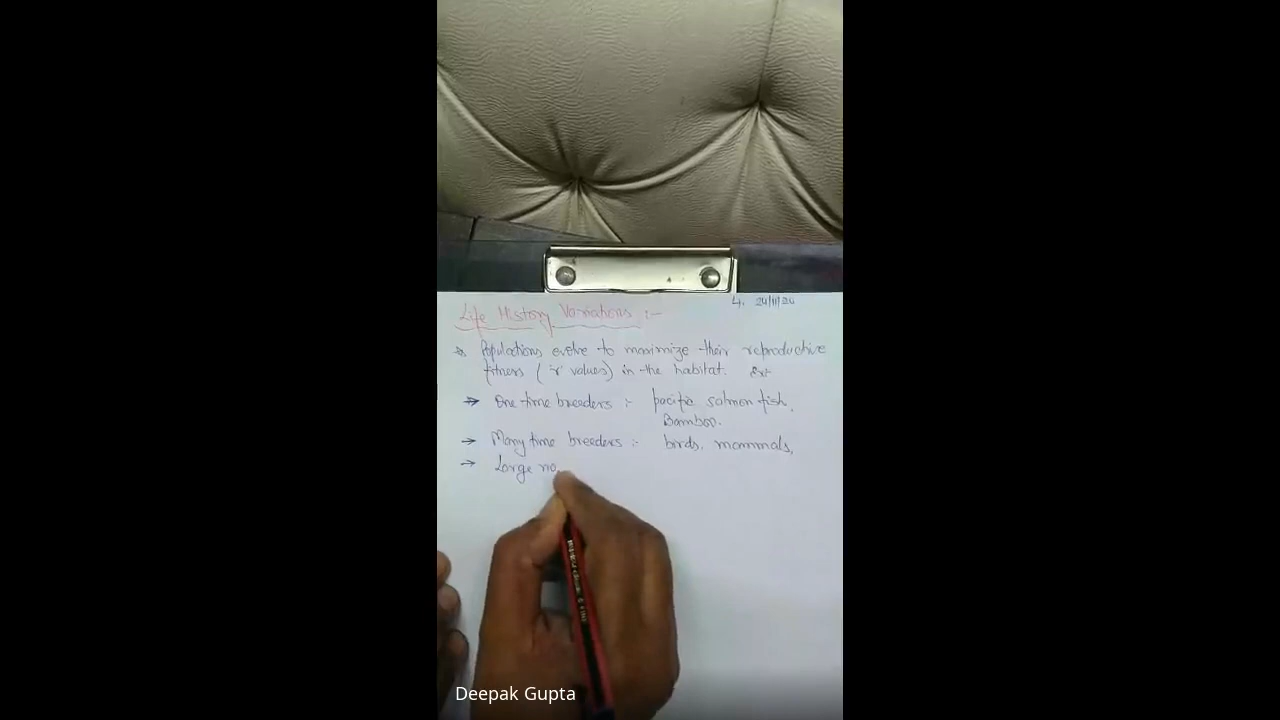 4. 24/11/20
Life History Variations :-
Populations evolve to maximize their reproductive
fitness ( 'r' values) in the habitat.
→ One time breeders :- pacific salmon fish,
Bamboo.
→ Many time breeders :- birds, mammals,
→ Large no.
Deepak Gupta